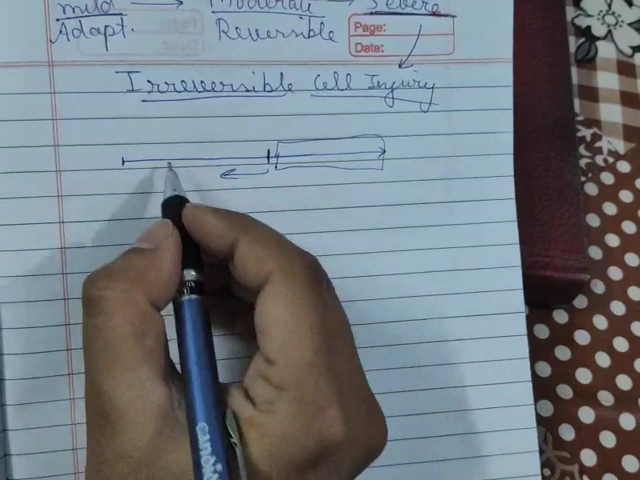 mild → Moderate → Severe
Adapt. Reversible
Page:
Date:
Irreversible Cell Injury